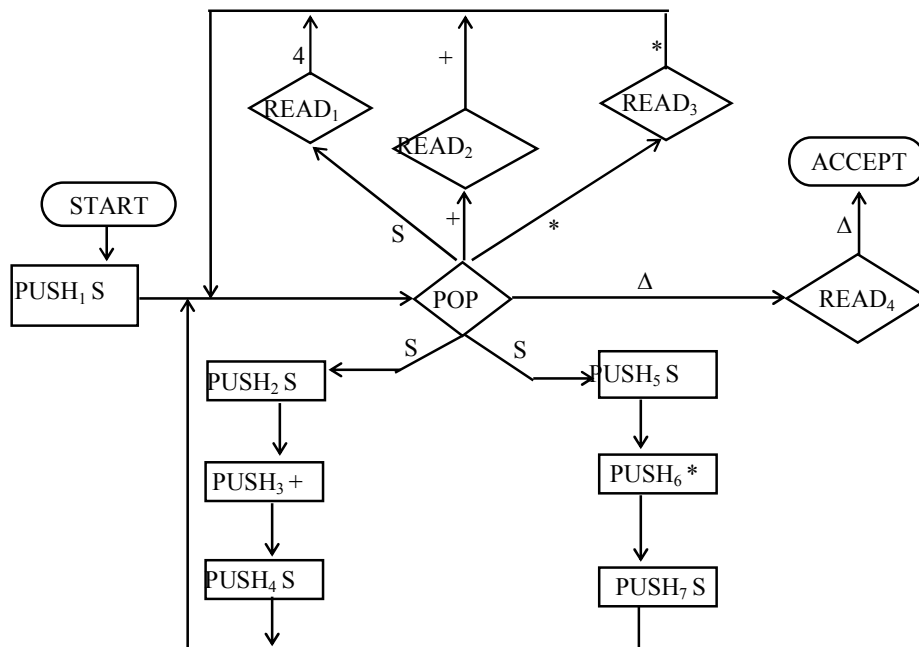 4
+
*
READ₁
READ₂
READ₃
ACCEPT
START
S
+
*
Δ
PUSH₁ S
POP
Δ
READ₄
S
S
PUSH₂ S
PUSH₅ S
PUSH₃ +
PUSH₆ *
PUSH₄ S
PUSH₇ S